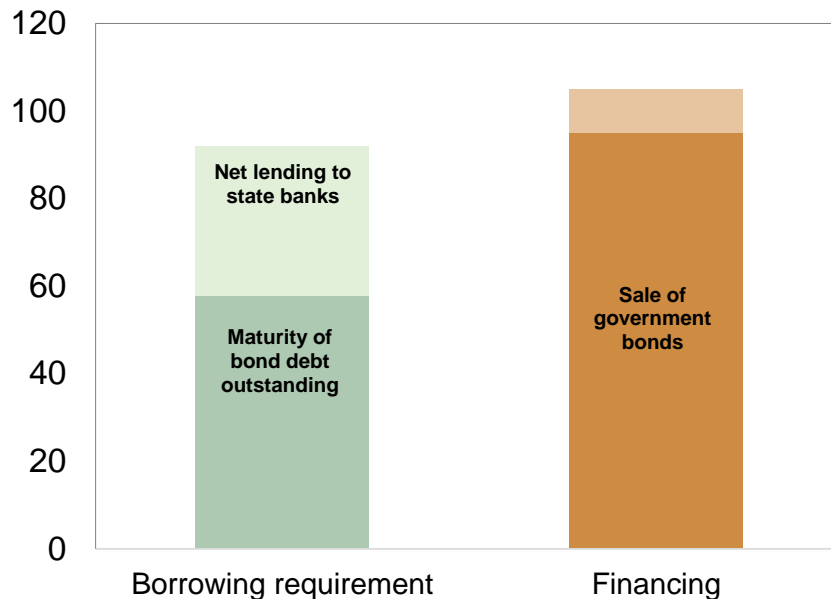 120
100
80
60
40
20
0
Net lending to
state banks
Maturity of
bond debt
outstanding
Sale of
government
bonds
Borrowing requirement
Financing